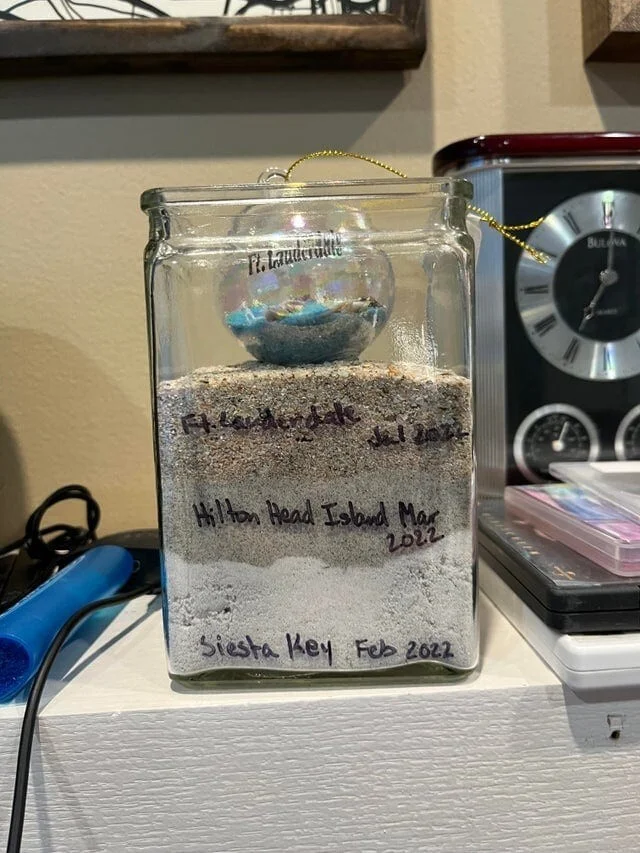 Ft. Lauderdale
BULOVA
Ft. Lauderdale
Jul 2022
Hilton Head Island Mar
2022
Siesta Key Feb 2022